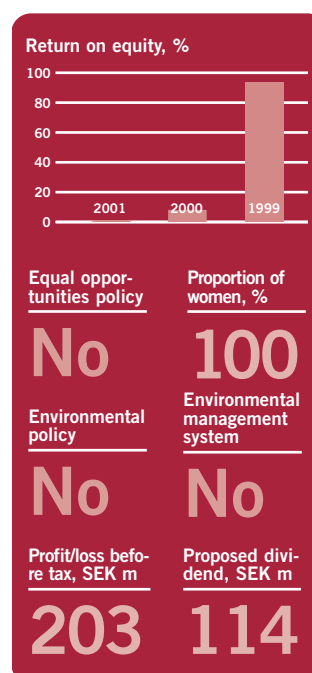 Return on equity, %
100
80
60
40
20
0
2001 2000 1999
Equal oppor-
tunities policy
No
Proportion of
women, %
100
Environmental
policy
No
Environmental
management
system
No
Profit/loss befo-
re tax, SEK m
203
Proposed divi-
dend, SEK m
114